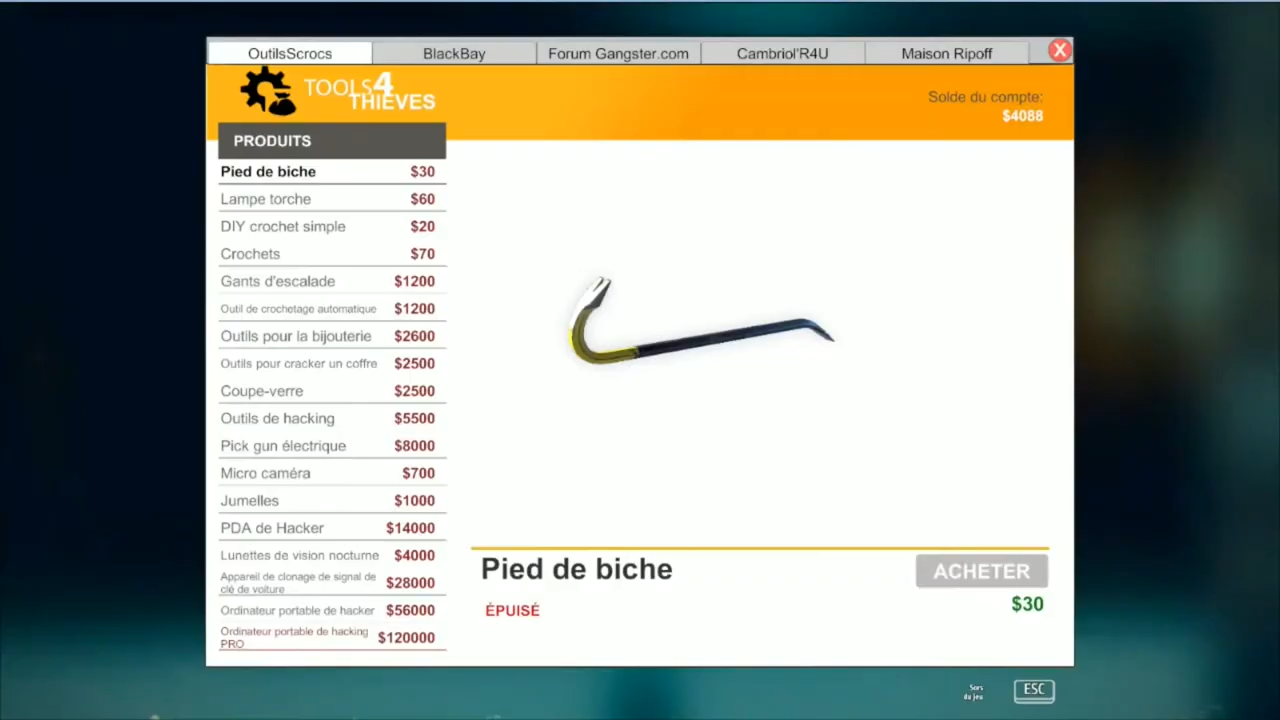 OutilsScrocs
BlackBay
Forum Gangster.com
Cambriol'R4U
Maison Ripoff
X
TOOLS4
THIEVES
Solde du compte:
$4088
PRODUITS
Pied de biche $30
Lampe torche $60
DIY crochet simple $20
Crochets $70
Gants d'escalade $1200
Outil de crochetage automatique $1200
Outils pour la bijouterie $2600
Outils pour cracker un coffre $2500
Coupe-verre $2500
Outils de hacking $5500
Pick gun électrique $8000
Micro caméra $700
Jumelles $1000
PDA de Hacker $14000
Lunettes de vision nocturne $4000
Appareil de clonage de signal de
clé de voiture $28000
Ordinateur portable de hacker $56000
Ordinateur portable de hacking
PRO $120000
Pied de biche
ACHETER
ÉPUISÉ
$30
Sors
du jeu
ESC